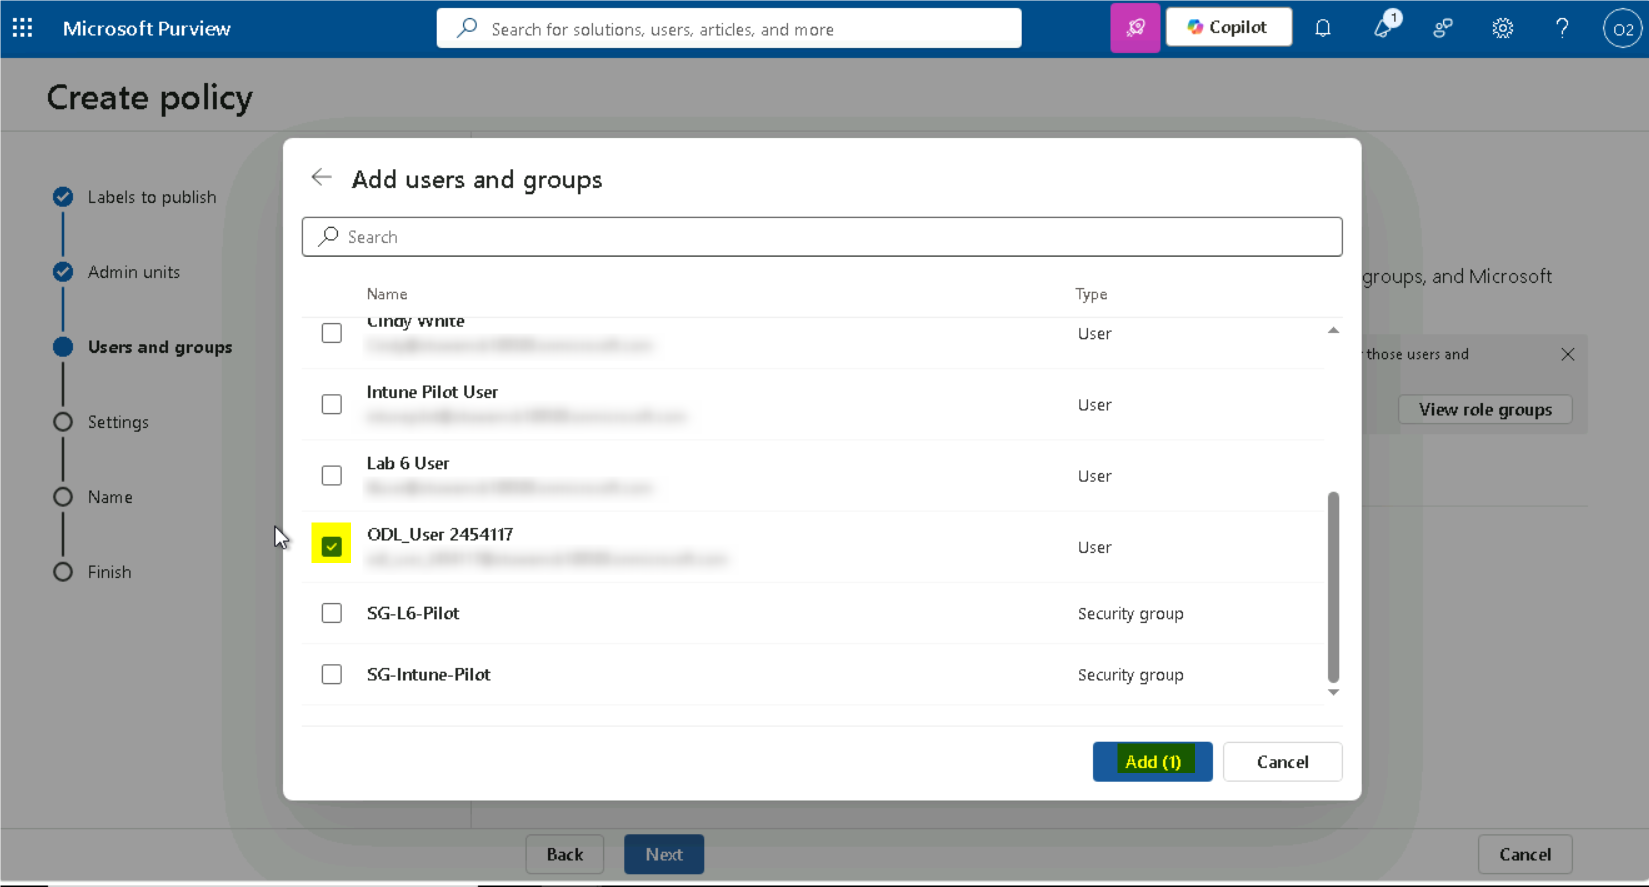 Microsoft Purview
Search for solutions, users, articles, and more
Copilot
1
O2
Create policy
Labels to publish
Admin units
Users and groups
Settings
Name
Finish
Add users and groups
Search
Name
Type
Cindy White
User
Intune Pilot User
User
Lab 6 User
User
ODL_User 2454117
User
SG-L6-Pilot
Security group
SG-Intune-Pilot
Security group
Add (1)
Cancel
groups, and Microsoft
those users and
View role groups
Back
Next
Cancel